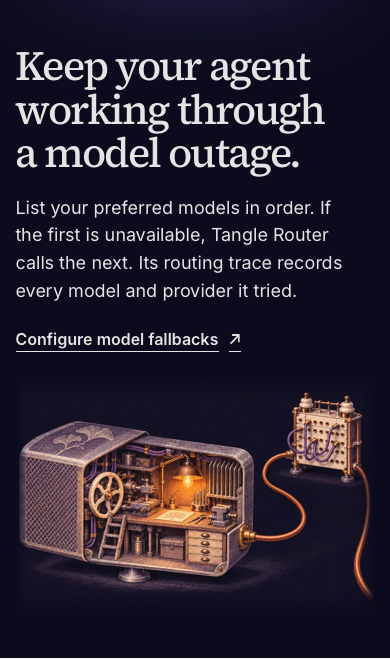 Keep your agent
working through
a model outage.
List your preferred models in order. If
the first is unavailable, Tangle Router
calls the next. Its routing trace records
every model and provider it tried.
Configure model fallbacks ↗